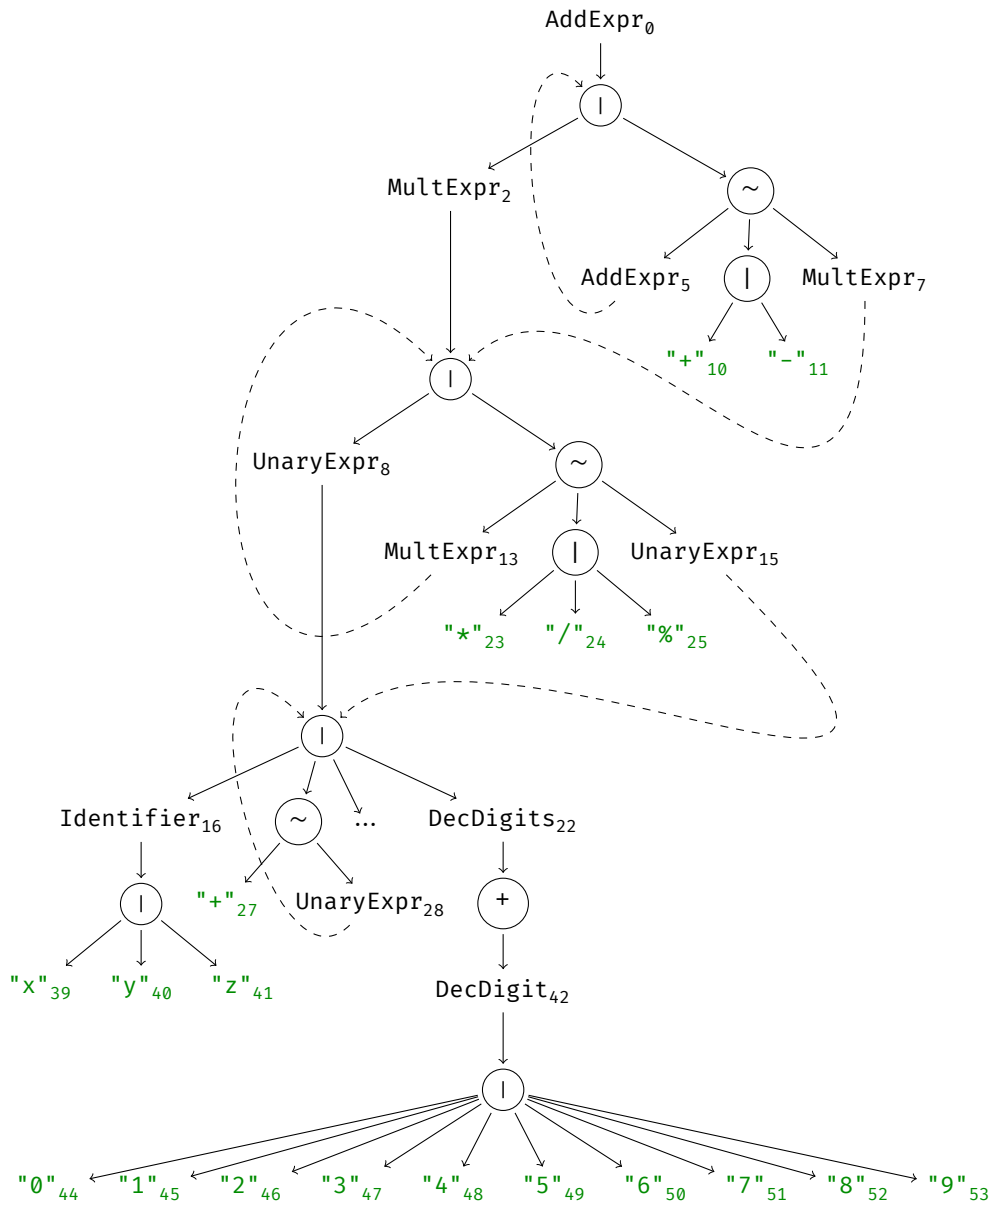 AddExpr₀
|
MultExpr₂ ~
AddExpr₅ | MultExpr₇
"+"₁₀ "-"₁₁
|
UnaryExpr₈ ~
MultExpr₁₃ | UnaryExpr₁₅
"*"₂₃ "/"₂₄ "%"₂₅
|
Identifier₁₆ ~ ... DecDigits₂₂
| "+"₂₇ UnaryExpr₂₈ +
"x"₃₉ "y"₄₀ "z"₄₁ DecDigit₄₂
|
"0"₄₄ "1"₄₅ "2"₄₆ "3"₄₇ "4"₄₈ "5"₄₉ "6"₅₀ "7"₅₁ "8"₅₂ "9"₅₃